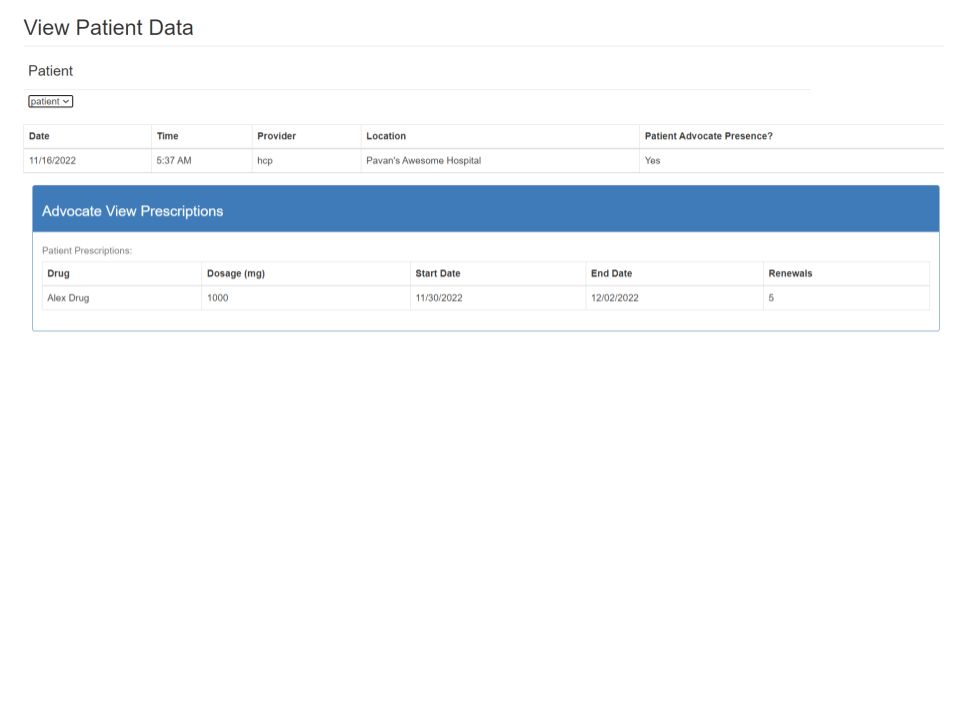 View Patient Data
Patient
patient
Date Time Provider Location Patient Advocate Presence?
11/16/2022 5:37 AM hcp Pavan's Awesome Hospital Yes
Advocate View Prescriptions
Patient Prescriptions:
Drug Dosage (mg) Start Date End Date Renewals
Alex Drug 1000 11/30/2022 12/02/2022 5